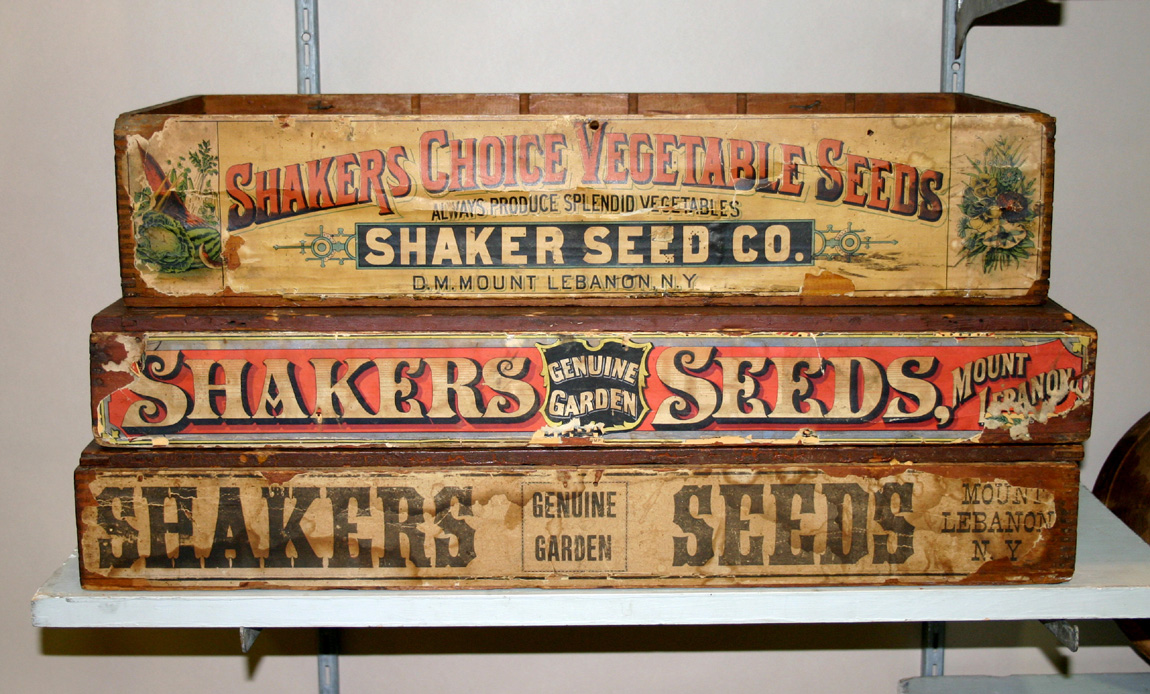 SHAKERS CHOICE VEGETABLE SEEDS
ALWAYS PRODUCE SPLENDID VEGETABLES
SHAKER SEED CO.
D.M. MOUNT LEBANON, N.Y
SHAKERS GENUINE GARDEN SEEDS, MOUNT LEBANON,
SHAKERS
GENUINE
GARDEN
SEEDS
MOUNT
LEBANON
N.Y